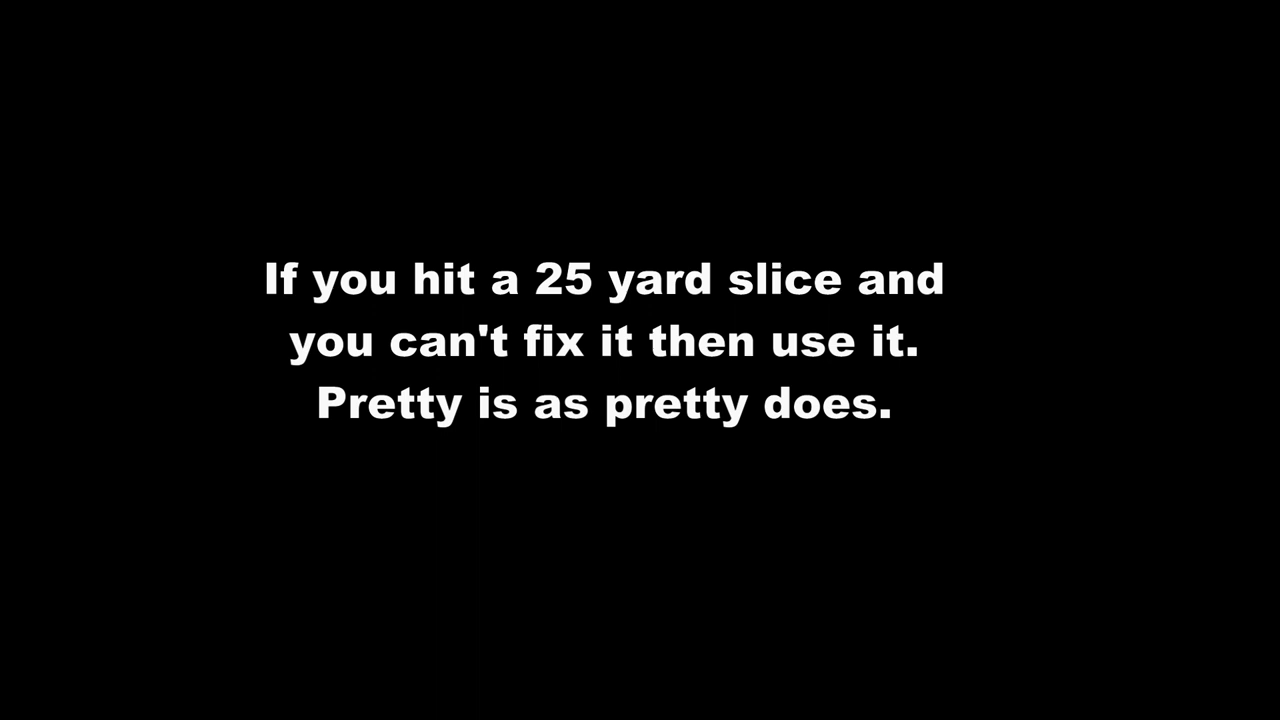 If you hit a 25 yard slice and
you can't fix it then use it.
Pretty is as pretty does.